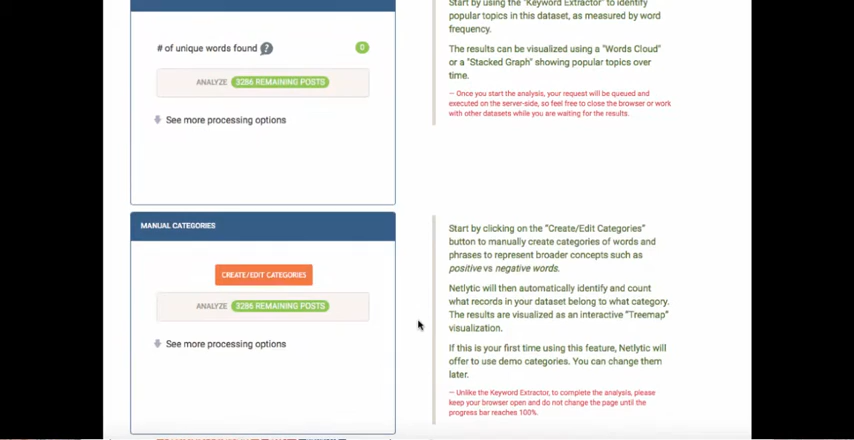 Start by using the "Keyword Extractor" to identify
popular topics in this dataset, as measured by word
frequency.
# of unique words found ?
0
The results can be visualized using a "Words Cloud"
or a "Stacked Graph" showing popular topics over
time.
ANALYZE 3286 REMAINING POSTS
— Once you start the analysis, your request will be queued and
executed on the server-side, so feel free to close the browser or work
with other datasets while you are waiting for the results.
See more processing options
MANUAL CATEGORIES
Start by clicking on the "Create/Edit Categories"
button to manually create categories of words and
phrases to represent broader concepts such as
positive vs negative words.
CREATE/EDIT CATEGORIES
Netlytic will then automatically identify and count
what records in your dataset belong to what category.
The results are visualized as an interactive "Treemap"
visualization.
ANALYZE 3286 REMAINING POSTS
See more processing options
If this is your first time using this feature, Netlytic will
offer to use demo categories. You can change them
later.
— Unlike the Keyword Extractor, to complete the analysis, please
keep your browser open and do not change the page until the
progress bar reaches 100%.